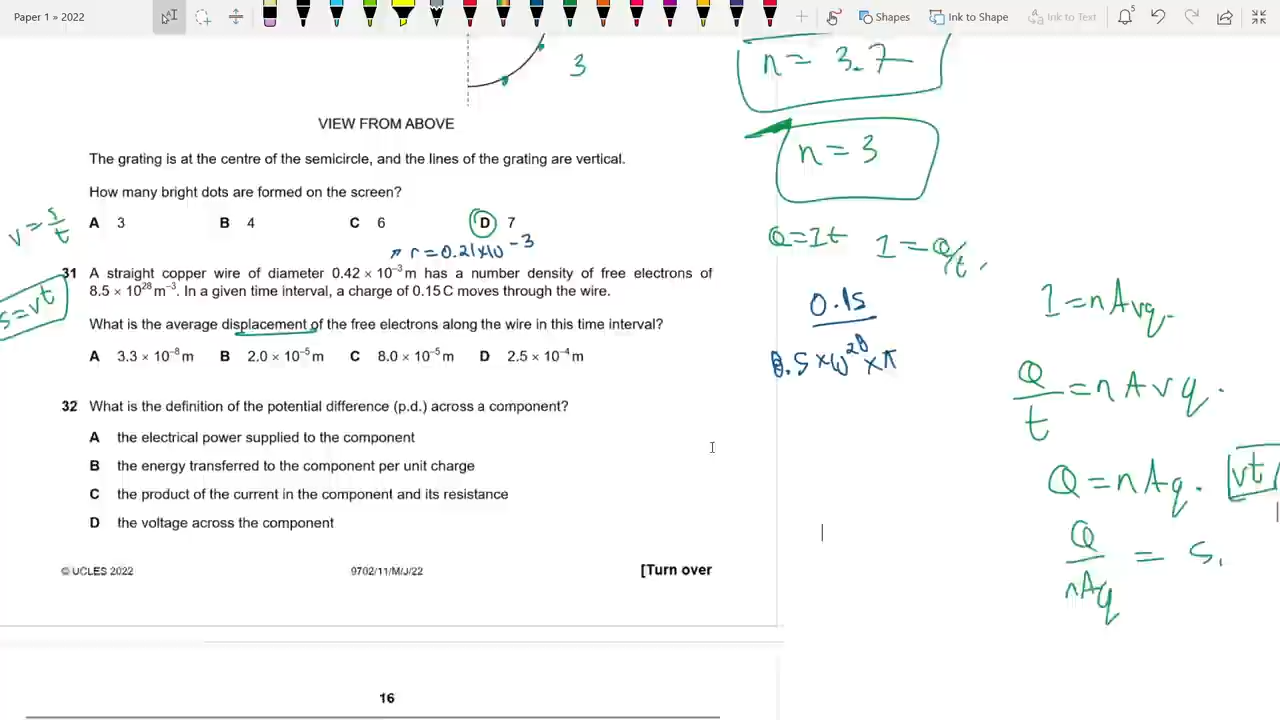 Paper 1 » 2022
Shapes
Ink to Shape
Ink to Text
3
n = 3.7
VIEW FROM ABOVE
n = 3
The grating is at the centre of the semicircle, and the lines of the grating are vertical.
How many bright dots are formed on the screen?
A 3 B 4 C 6 D 7
v = s/t
r = 0.21×10⁻³
Q = It I = Q/t
31 A straight copper wire of diameter 0.42 × 10⁻³ m has a number density of free electrons of
8.5 × 10²⁸ m⁻³. In a given time interval, a charge of 0.15 C moves through the wire.
s = vt
What is the average displacement of the free electrons along the wire in this time interval?
A 3.3 × 10⁻⁸ m B 2.0 × 10⁻⁵ m C 8.0 × 10⁻⁵ m D 2.5 × 10⁻⁴ m
0.15
8.5 × 10²⁸ × π
I = nAvq.
Q/t = nAvq.
Q = nAq. vt
Q/nAq = s.
32 What is the definition of the potential difference (p.d.) across a component?
A the electrical power supplied to the component
B the energy transferred to the component per unit charge
C the product of the current in the component and its resistance
D the voltage across the component
© UCLES 2022 9702/11/M/J/22 [Turn over
16